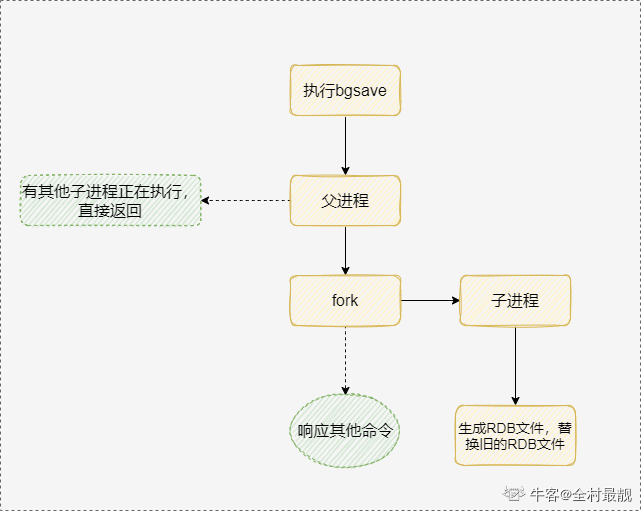 执行bgsave
有其他子进程正在执行，
直接返回
父进程
fork
子进程
响应其他命令
生成RDB文件，替
换旧的RDB文件
牛客@全村最靓